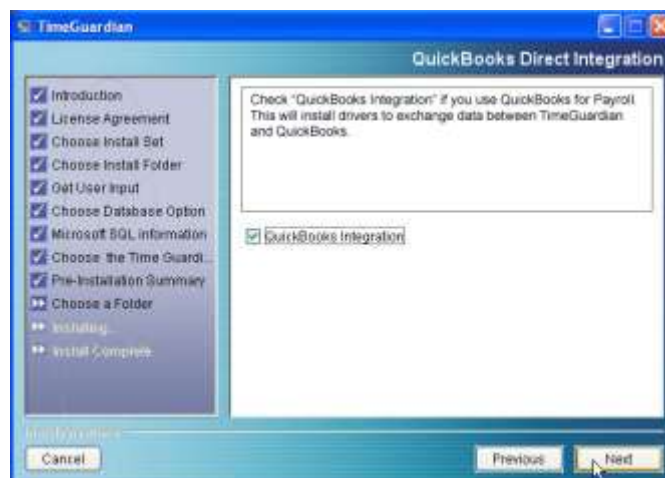 TimeGuardian
QuickBooks Direct Integration
Introduction
License Agreement
Choose Install Set
Choose Install Folder
Get User Input
Choose Database Option
Microsoft SQL Information
Choose the Time Guardi...
Pre-Installation Summary
Choose a Folder
Installing...
Install Complete
Check "QuickBooks Integration" if you use QuickBooks for Payroll.
This will install drivers to exchange data between TimeGuardian
and QuickBooks.
QuickBooks Integration
Cancel
Previous
Next